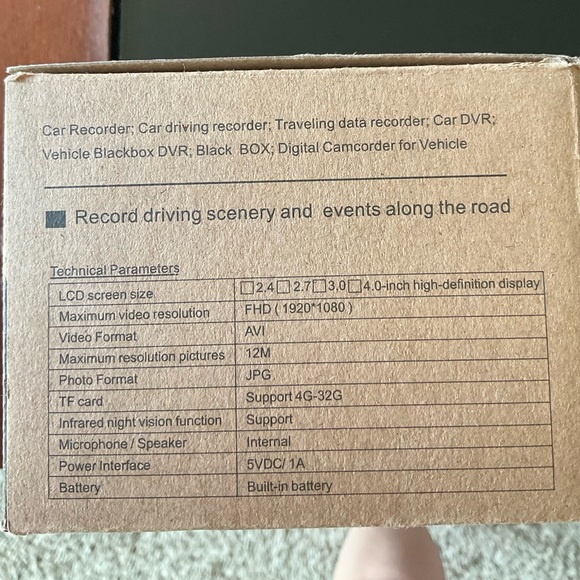 Car Recorder; Car driving recorder; Traveling data recorder; Car DVR;
Vehicle Blackbox DVR; Black BOX; Digital Camcorder for Vehicle
Record driving scenery and events along the road
Technical Parameters
LCD screen size □2.4□2.7□3.0□4.0-inch high-definition display
Maximum video resolution FHD ( 1920*1080 )
Video Format AVI
Maximum resolution pictures 12M
Photo Format JPG
TF card Support 4G-32G
Infrared night vision function Support
Microphone / Speaker Internal
Power Interface 5VDC/ 1A
Battery Built-in battery